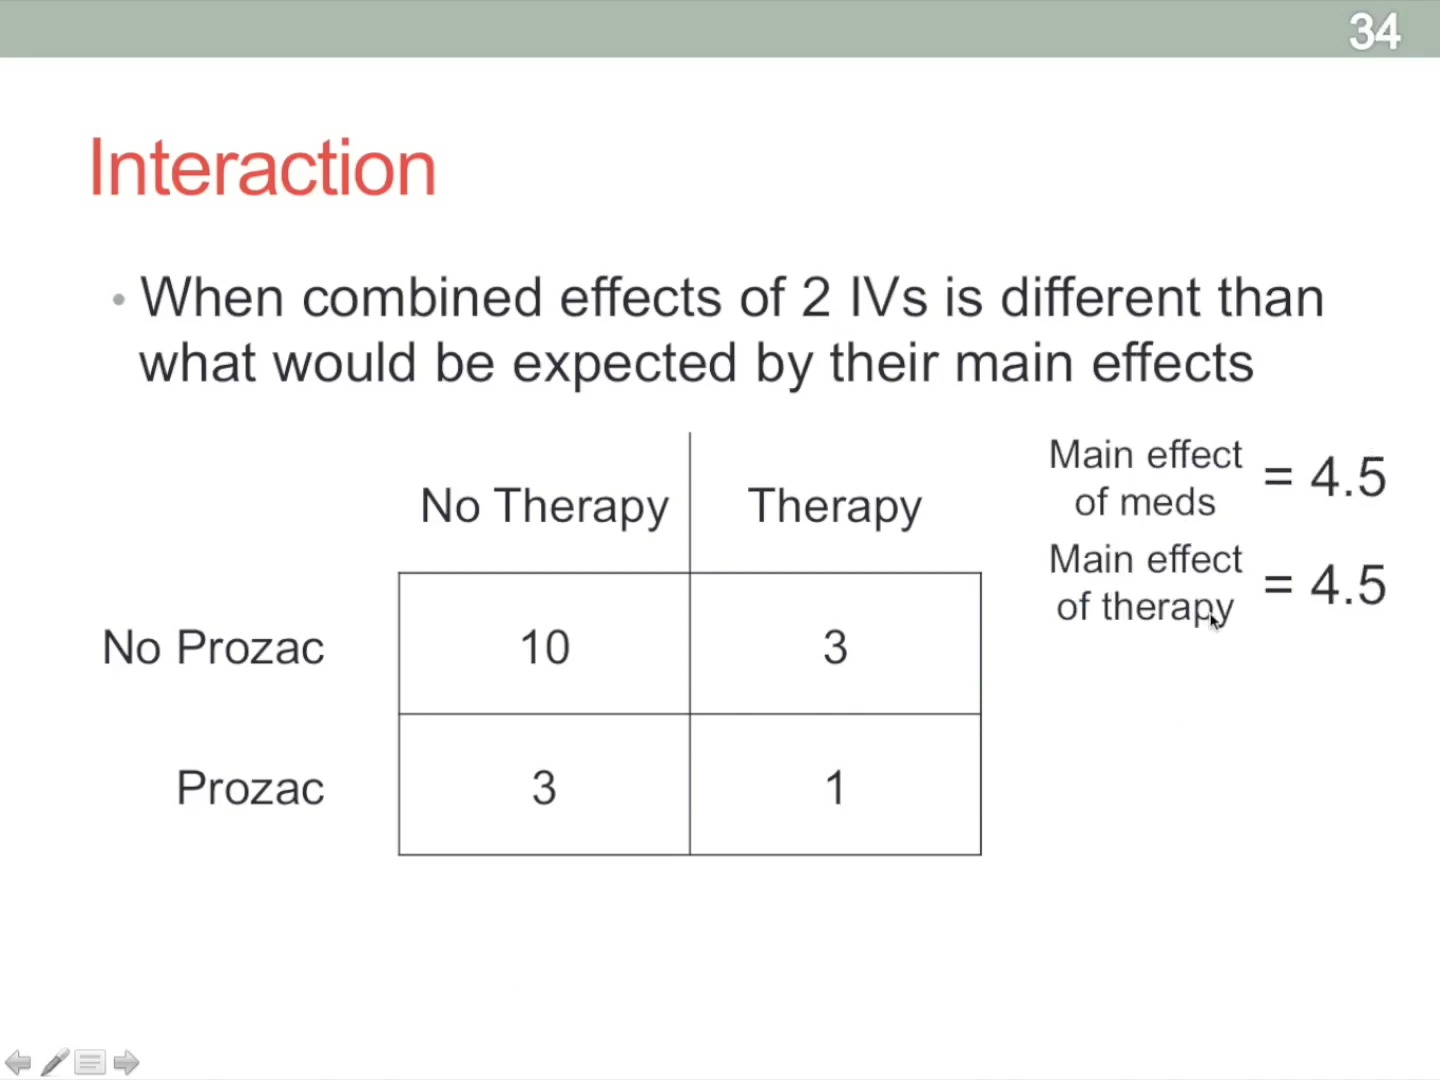 34
Interaction
• When combined effects of 2 IVs is different than
what would be expected by their main effects
No Therapy Therapy
No Prozac 10 3
Prozac 3 1
Main effect
of meds = 4.5
Main effect
of therapy = 4.5